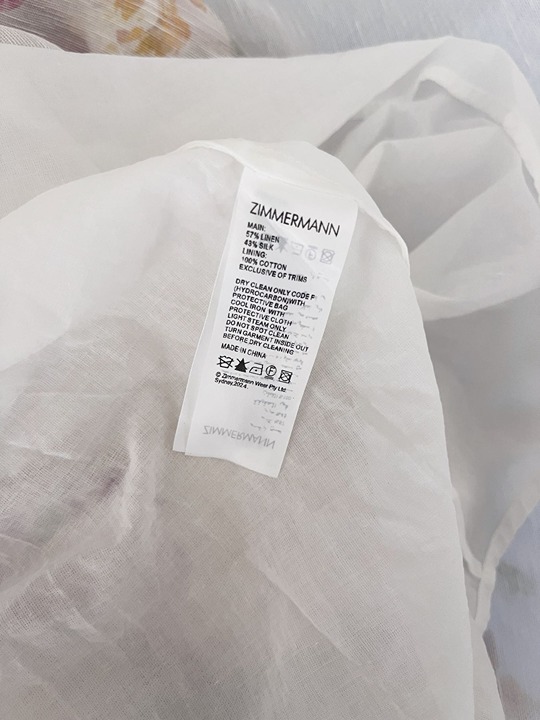 ZIMMERMANN
MAIN:
57% LINEN
43% SILK
LINING:
100% COTTON
EXCLUSIVE OF TRIMS
DRY CLEAN ONLY CODE F
(HYDROCARBON)WITH
PROTECTIVE BAG
COOL IRON WITH
PROTECTIVE CLOTH
LIGHT STEAM ONLY
DO NOT SPOT CLEAN
TURN GARMENT INSIDE OUT
BEFORE DRY CLEANING
MADE IN CHINA
© Zimmermann Wear Pty Ltd
Sydney,2024.
ZIMMERMANN